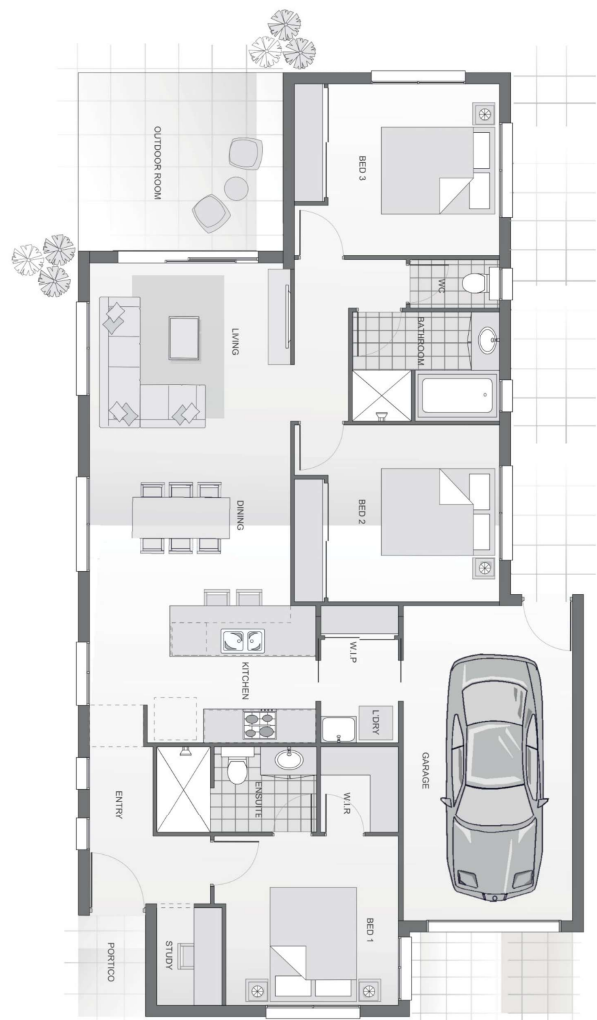 OUTDOOR ROOM
BED 3
WC
BATHROOM
LIVING
DINING
BED 2
KITCHEN
W.I.P
L'DRY
GARAGE
ENTRY
ENSUITE
W.I.R
BED 1
STUDY
PORTICO